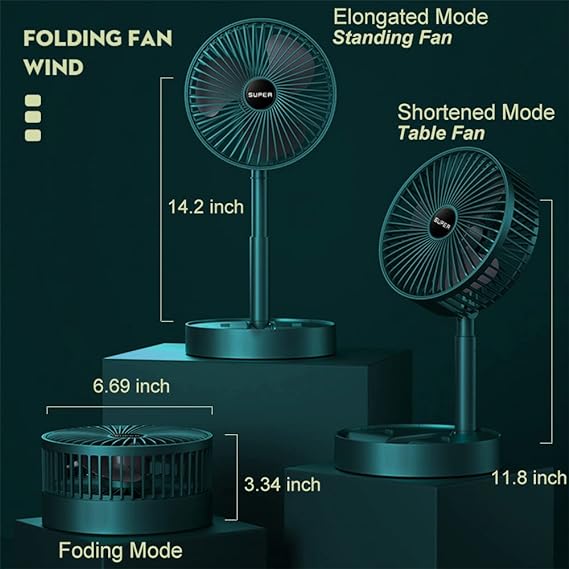 FOLDING FAN
WIND
Elongated Mode
Standing Fan
SUPER
Shortened Mode
Table Fan
14.2 inch
SUPER
6.69 inch
3.34 inch
11.8 inch
Foding Mode